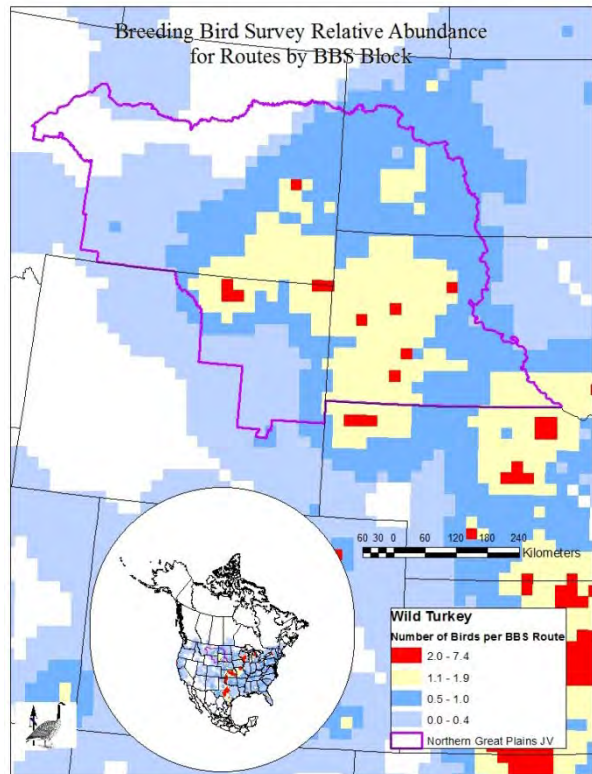 Breeding Bird Survey Relative Abundance
for Routes by BBS Block
60 30 0 60 120 180 240
Kilometers
Wild Turkey
Number of Birds per BBS Route
2.0 - 7.4
1.1 - 1.9
0.5 - 1.0
0.0 - 0.4
Northern Great Plains JV